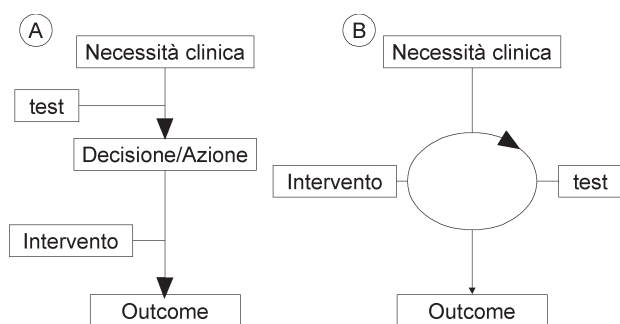 A
Necessità clinica
test
Decisione/Azione
Intervento
Outcome
B
Necessità clinica
Intervento
test
Outcome